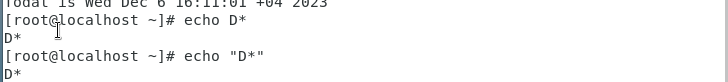 Today is Wed Dec 6 16:11:01 +04 2023
[root@localhost ~]# echo D*
D*
[root@localhost ~]# echo "D*"
D*